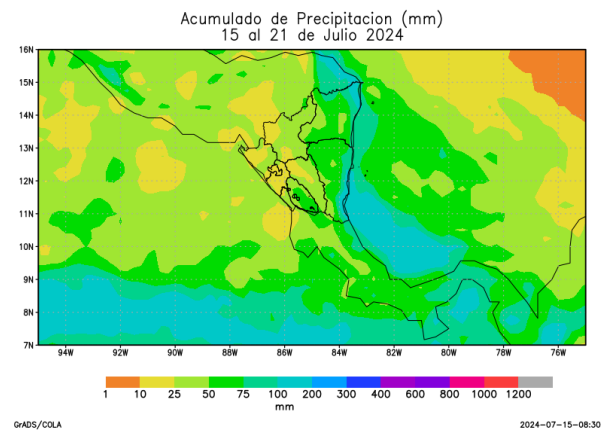 Acumulado de Precipitacion (mm)
15 al 21 de Julio 2024
16N
15N
14N
13N
12N
11N
10N
9N
8N
7N
94W 92W 90W 88W 86W 84W 82W 80W 78W 76W
1 10 25 50 75 100 200 300 400 600 800 1000 1200
mm
GrADS/COLA 2024-07-15-08:30